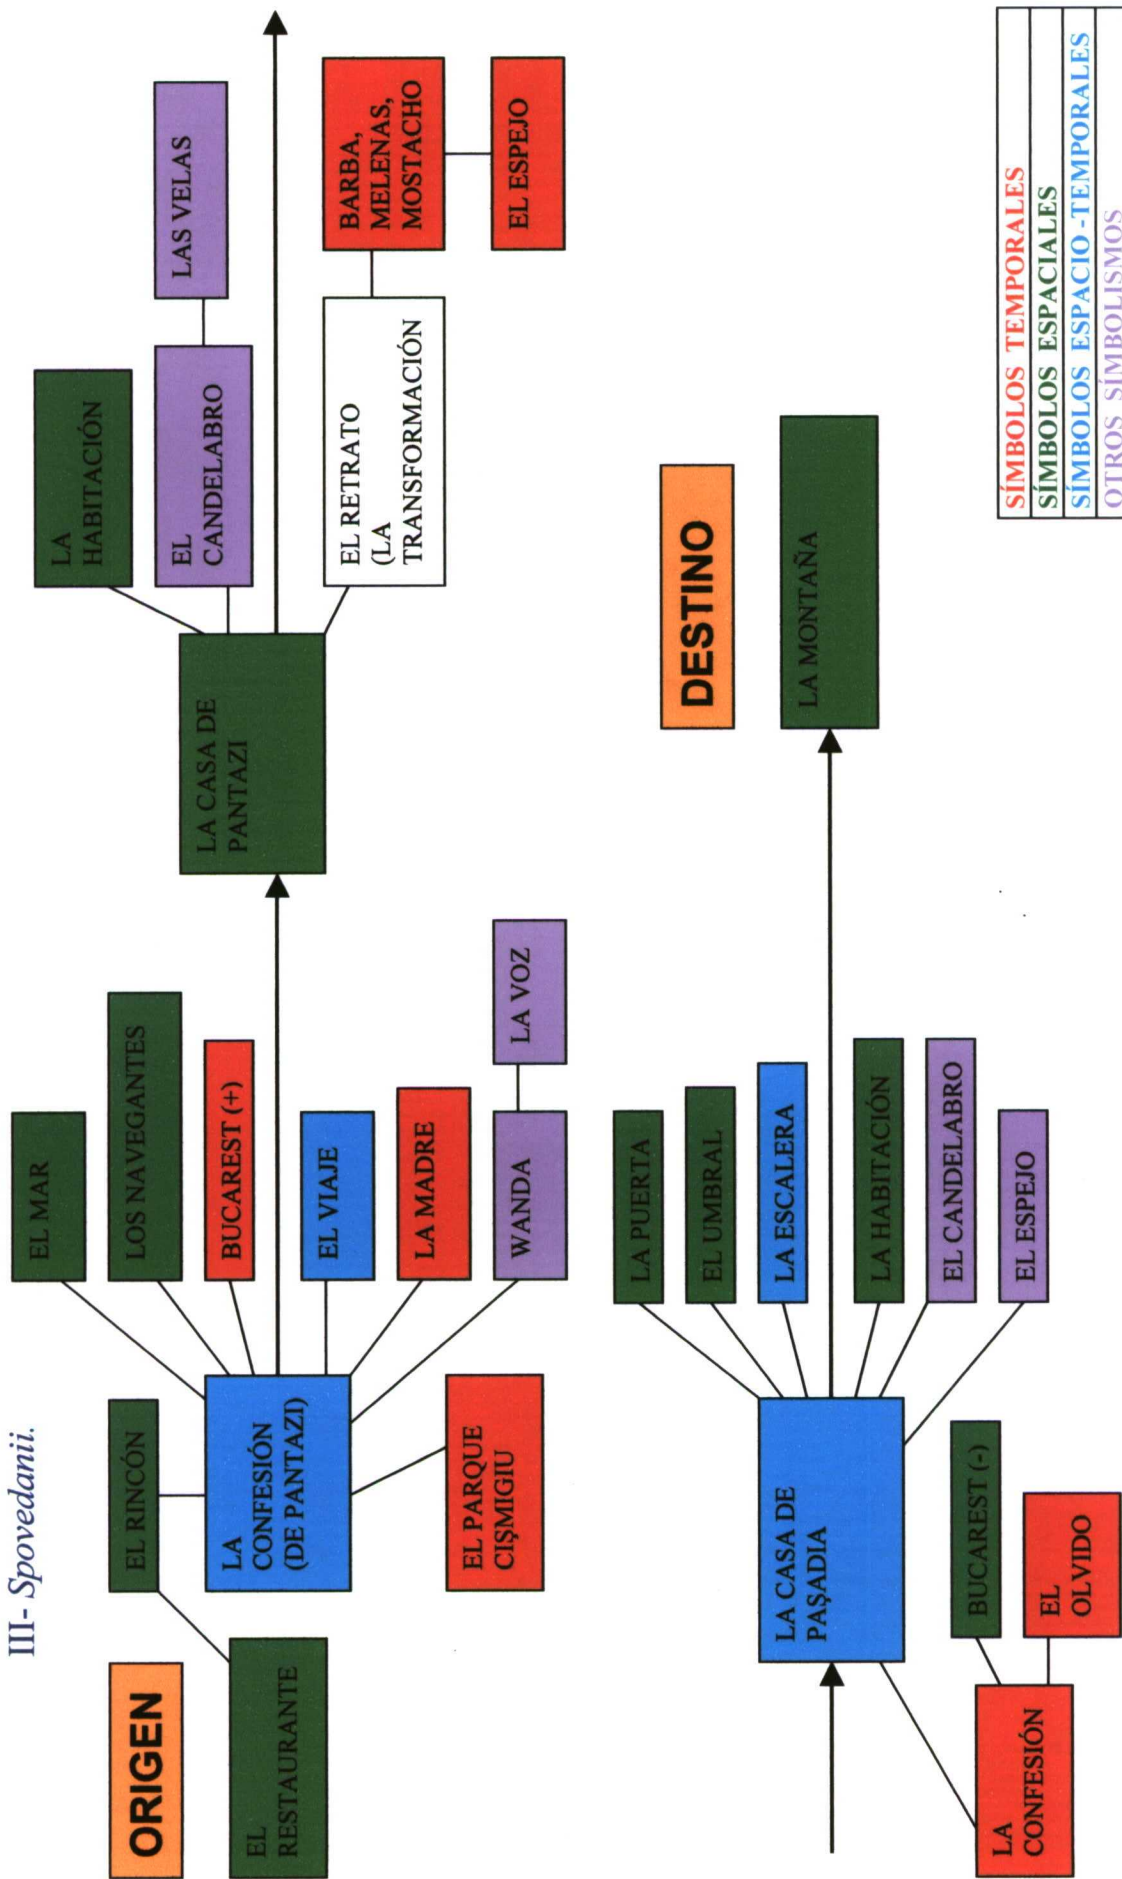 III- Spovedanii.
ORIGEN
EL
RESTAURANTE
EL RINCÓN
LA
CONFESIÓN
(DE PANTAZI)
EL PARQUE
CIȘMIGIU
EL MAR
LOS NAVEGANTES
BUCAREST (+)
EL VIAJE
LA MADRE
WANDA
LA VOZ
LA CASA DE
PANTAZI
LA
HABITACIÓN
EL
CANDELABRO
LAS VELAS
EL RETRATO
(LA
TRANSFORMACIÓN
BARBA,
MELENAS,
MOSTACHO
EL ESPEJO
LA CASA DE
PAȘADIA
LA
CONFESIÓN
BUCAREST (-)
EL
OLVIDO
LA PUERTA
EL UMBRAL
LA ESCALERA
LA HABITACIÓN
EL CANDELABRO
EL ESPEJO
DESTINO
LA MONTAÑA
SÍMBOLOS TEMPORALES
SÍMBOLOS ESPACIALES
SÍMBOLOS ESPACIO -TEMPORALES
OTROS SÍMBOLISMOS